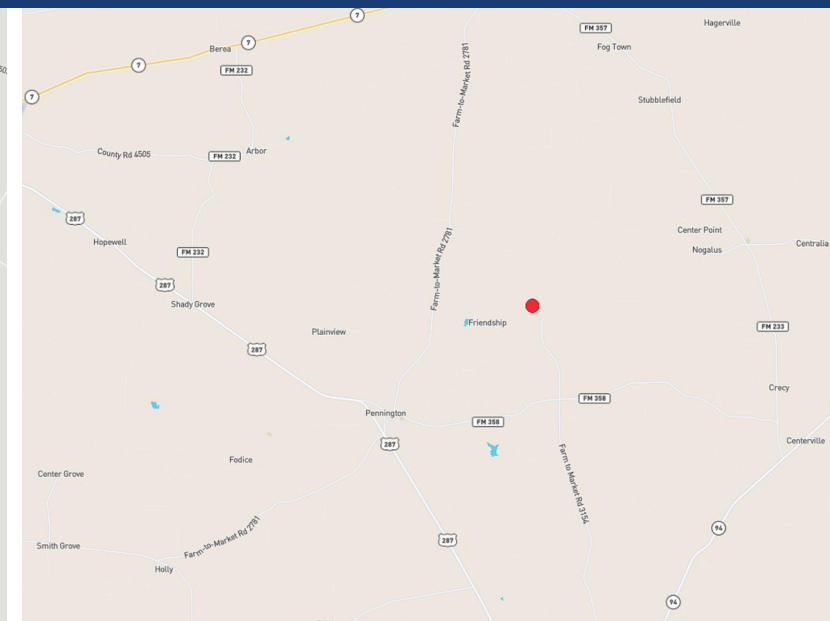 7
Hagerville
FM 357
Fog Town
7
Berea
7
FM 232
7
Farm-to-Market Rd 2781
Stubblefield
County Rd 4505
FM 232
Arbor
FM 357
287
Center Point
Hopewell
Nogalus
Centralia
FM 232
Farm-to-Market Rd 2781
287
Shady Grove
Friendship
FM 233
Plainview
287
Crecy
FM 358
Pennington
FM 358
Centerville
287
Fodice
Center Grove
Farm to Market Rd 3154
94
Farm-to-Market Rd 2781
287
Smith Grove
Holly
94